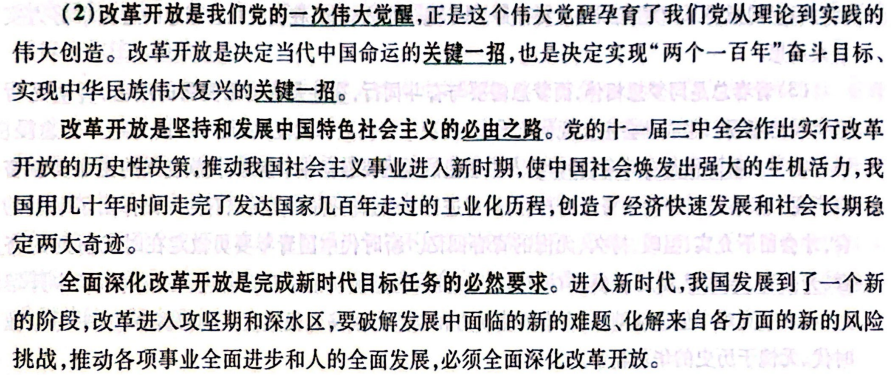 (2)改革开放是我们党的一次伟大觉醒,正是这个伟大觉醒孕育了我们党从理论到实践的
伟大创造。改革开放是决定当代中国命运的关键一招,也是决定实现“两个一百年”奋斗目标、
实现中华民族伟大复兴的关键一招。
改革开放是坚持和发展中国特色社会主义的必由之路。党的十一届三中全会作出实行改革
开放的历史性决策,推动我国社会主义事业进入新时期,使中国社会焕发出强大的生机活力,我
国用几十年时间走完了发达国家几百年走过的工业化历程,创造了经济快速发展和社会长期稳
定两大奇迹。
全面深化改革开放是完成新时代目标任务的必然要求。进入新时代,我国发展到了一个新
的阶段,改革进入攻坚期和深水区,要破解发展中面临的新的难题、化解来自各方面的新的风险
挑战,推动各项事业全面进步和人的全面发展,必须全面深化改革开放。